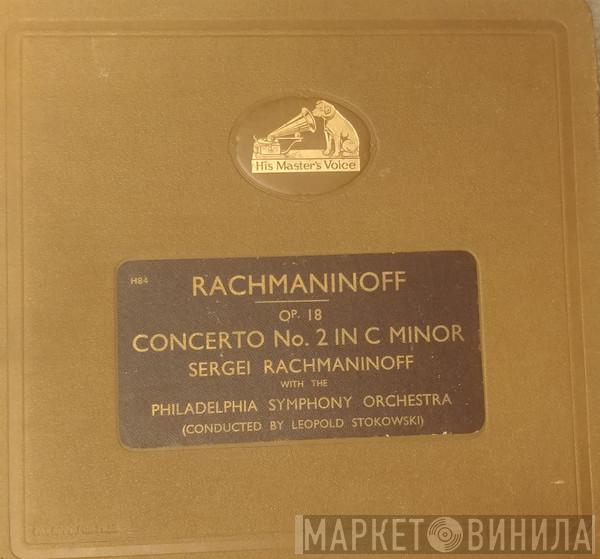 His Master's Voice
H84
RACHMANINOFF
OP. 18
CONCERTO No. 2 IN C MINOR
SERGEI RACHMANINOFF
WITH THE
PHILADELPHIA SYMPHONY ORCHESTRA
(CONDUCTED BY LEOPOLD STOKOWSKI)
МАРКЕТ ВИНИЛА